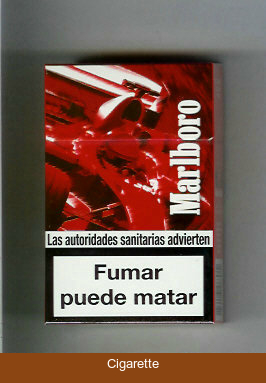 Marlboro
Las autoridades sanitarias advierten
Fumar
puede matar
Cigarette